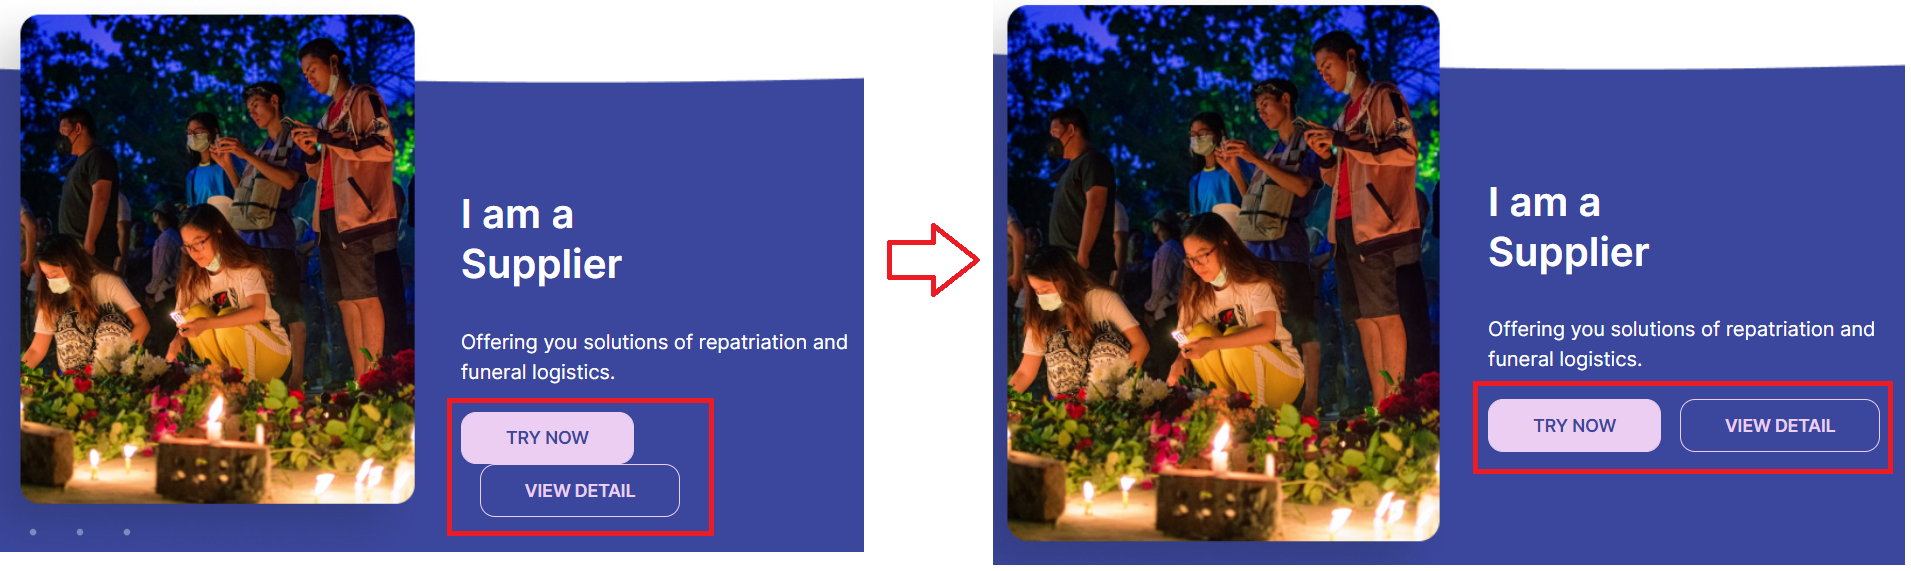 I am a
Supplier
Offering you solutions of repatriation and
funeral logistics.
TRY NOW
VIEW DETAIL
I am a
Supplier
Offering you solutions of repatriation and
funeral logistics.
TRY NOW
VIEW DETAIL